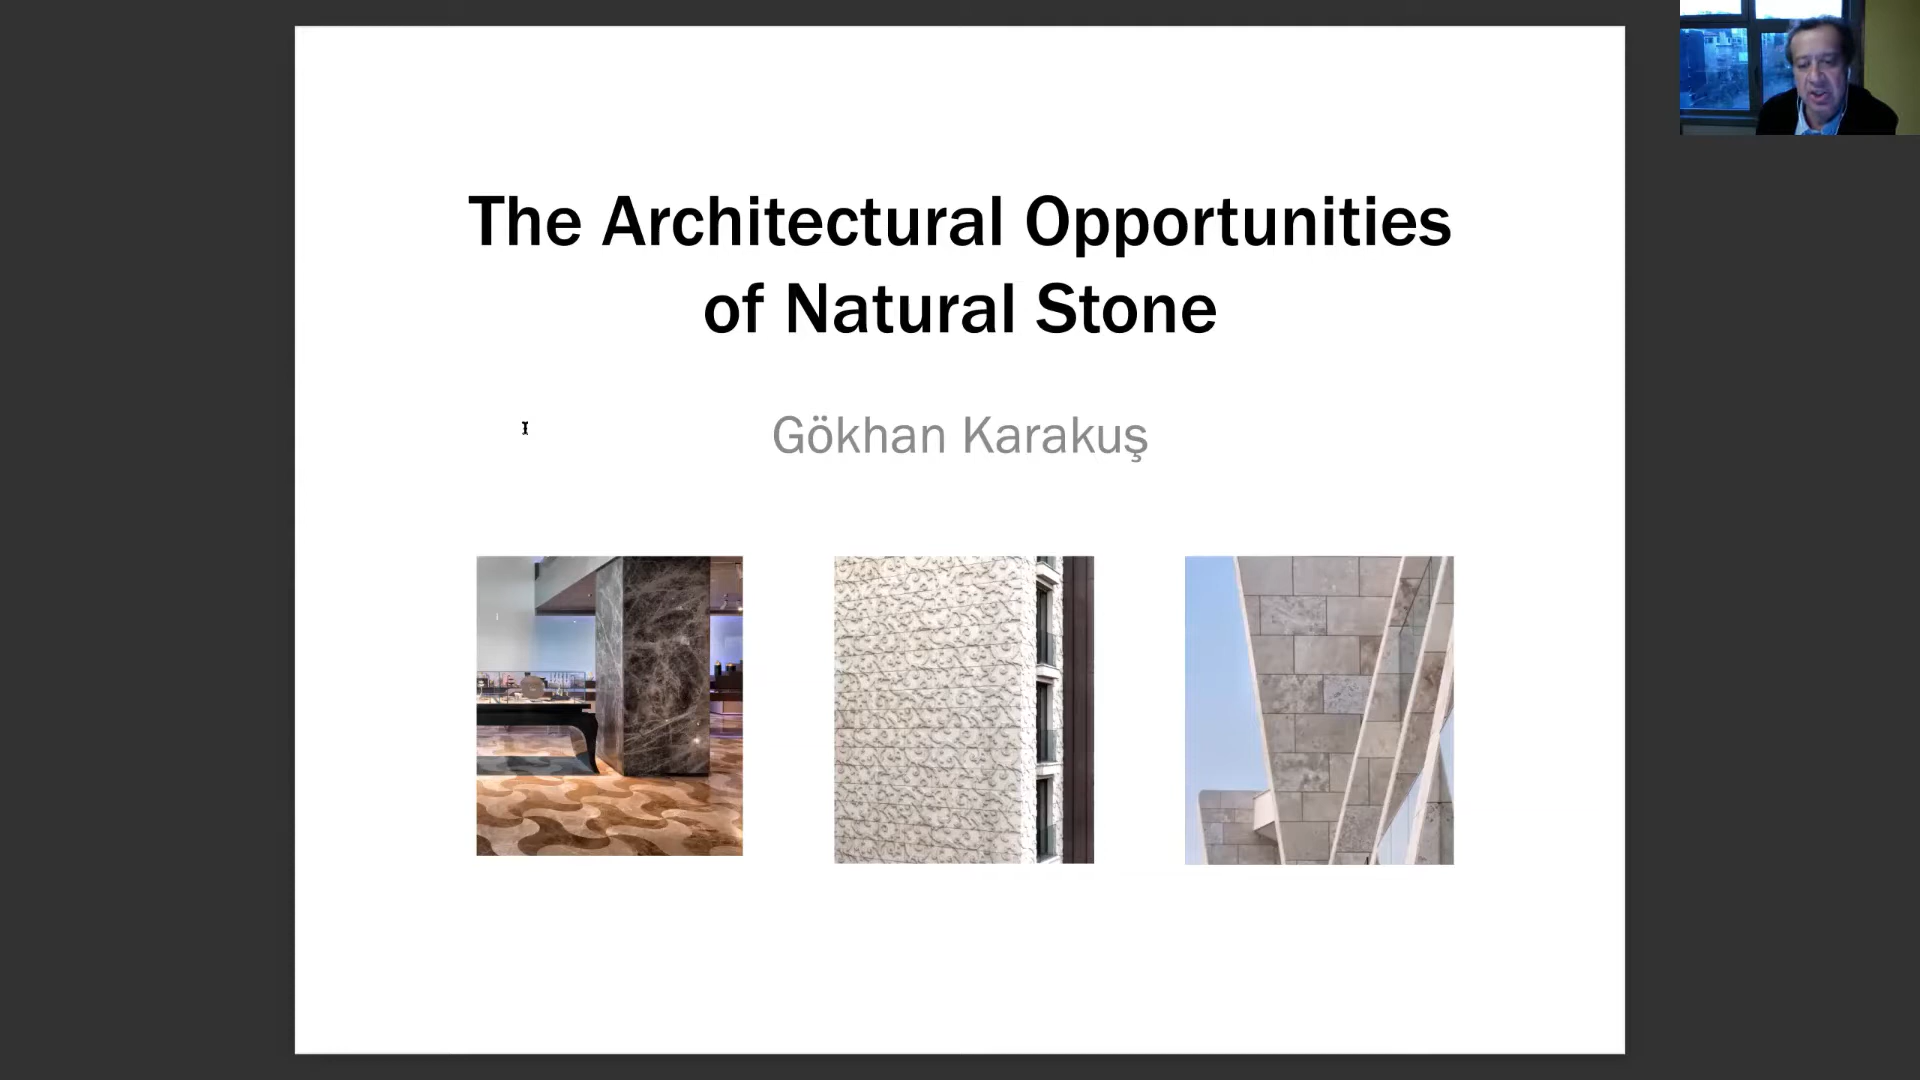 The Architectural Opportunities
of Natural Stone
Gökhan Karakuş